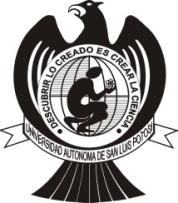 DESCUBRIR LO CREADO ES CREAR LA CIENCIA
UNIVERSIDAD AUTONOMA DE SAN LUIS POTOSI